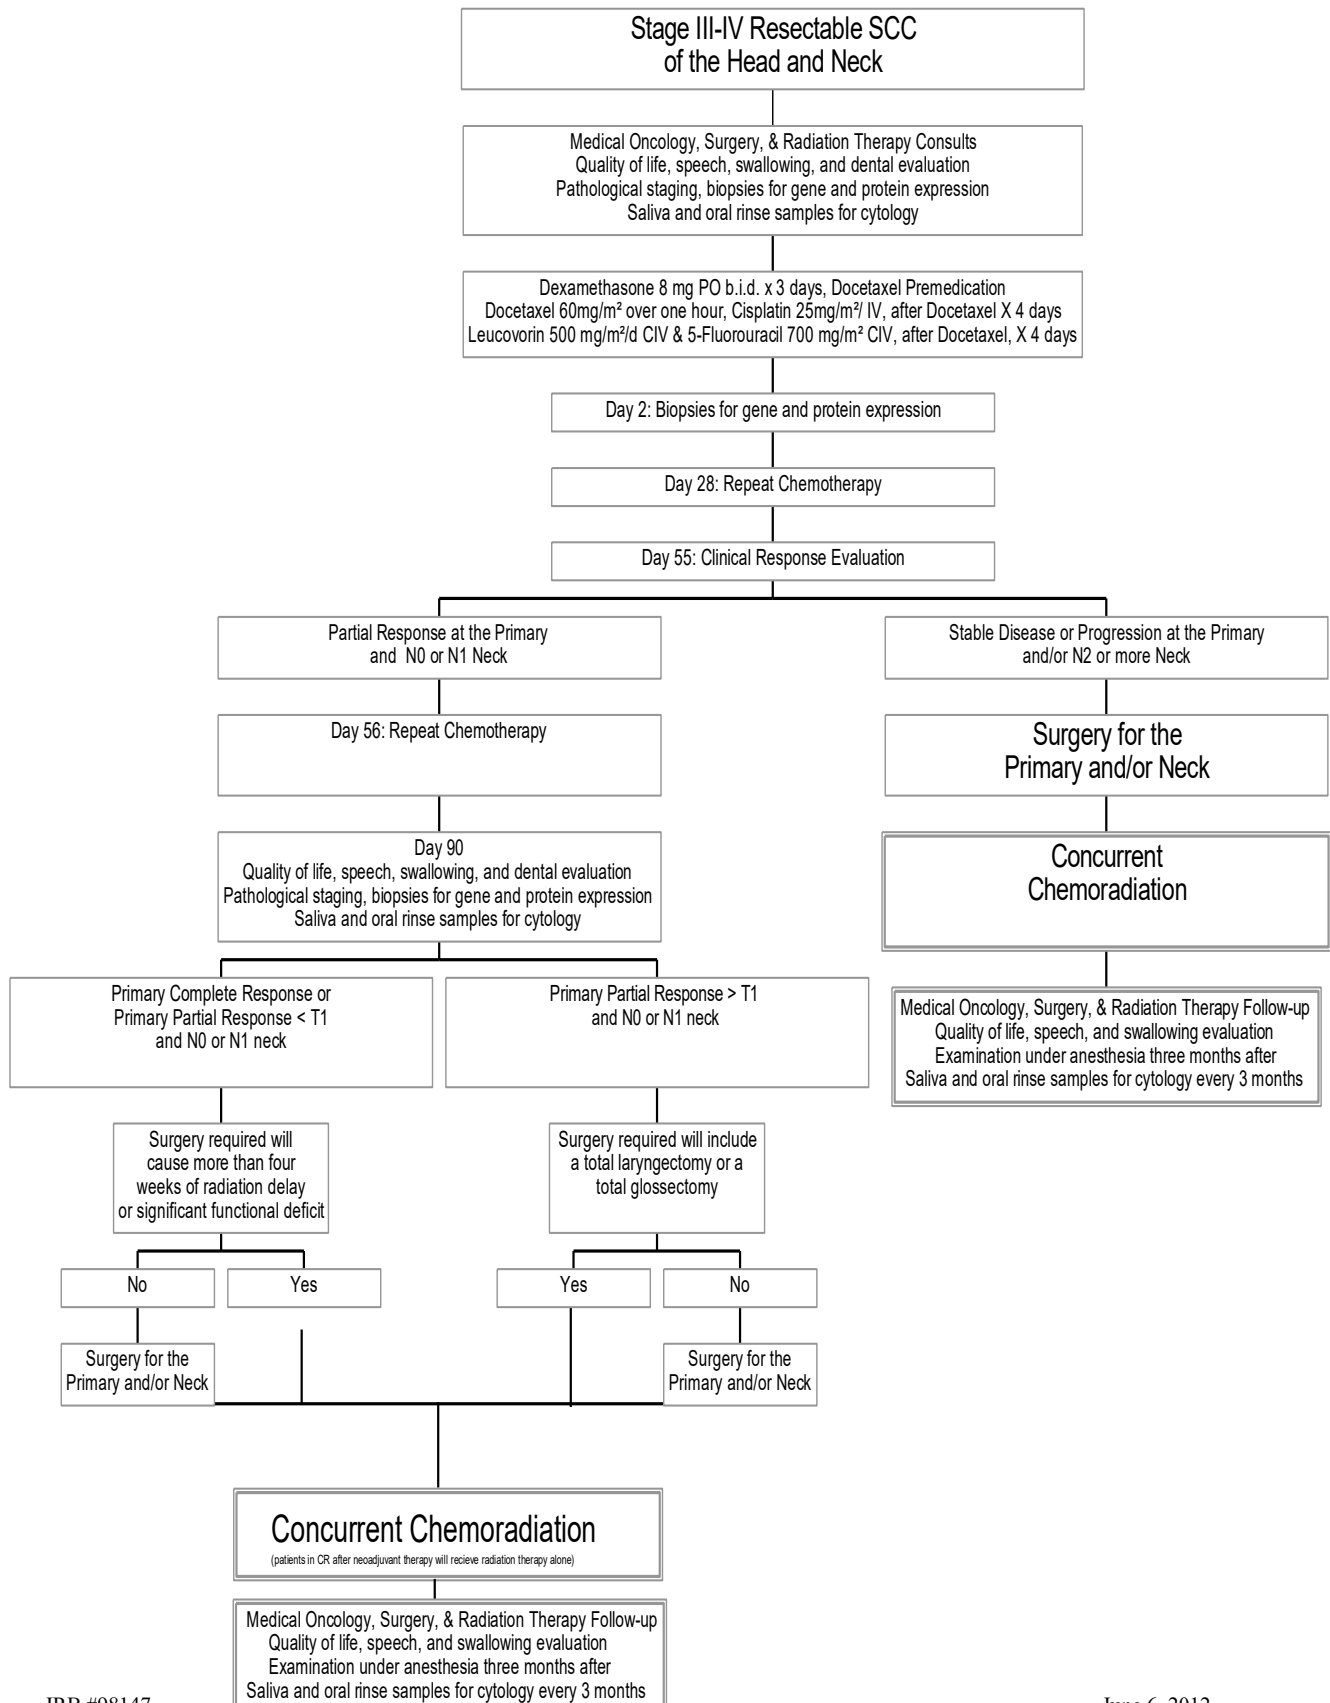 Stage III-IV Resectable SCC
of the Head and Neck
Medical Oncology, Surgery, & Radiation Therapy Consults
Quality of life, speech, swallowing, and dental evaluation
Pathological staging, biopsies for gene and protein expression
Saliva and oral rinse samples for cytology
Dexamethasone 8 mg PO b.i.d. x 3 days, Docetaxel Premedication
Docetaxel 60mg/m² over one hour, Cisplatin 25mg/m²/ IV, after Docetaxel X 4 days
Leucovorin 500 mg/m²/d CIV & 5-Fluorouracil 700 mg/m² CIV, after Docetaxel, X 4 days
Day 2: Biopsies for gene and protein expression
Day 28: Repeat Chemotherapy
Day 55: Clinical Response Evaluation
Partial Response at the Primary
and N0 or N1 Neck
Day 56: Repeat Chemotherapy
Day 90
Quality of life, speech, swallowing, and dental evaluation
Pathological staging, biopsies for gene and protein expression
Saliva and oral rinse samples for cytology
Stable Disease or Progression at the Primary
and/or N2 or more Neck
Surgery for the
Primary and/or Neck
Concurrent
Chemoradiation
Medical Oncology, Surgery, & Radiation Therapy Follow-up
Quality of life, speech, and swallowing evaluation
Examination under anesthesia three months after
Saliva and oral rinse samples for cytology every 3 months
Primary Complete Response or
Primary Partial Response < T1
and N0 or N1 neck
Surgery required will
cause more than four
weeks of radiation delay
or significant functional deficit
No
Yes
Surgery for the
Primary and/or Neck
Primary Partial Response > T1
and N0 or N1 neck
Surgery required will include
a total laryngectomy or a
total glossectomy
Yes
No
Surgery for the
Primary and/or Neck
Concurrent Chemoradiation
(patients in CR after neoadjuvant therapy will recieve radiation therapy alone)
Medical Oncology, Surgery, & Radiation Therapy Follow-up
Quality of life, speech, and swallowing evaluation
Examination under anesthesia three months after
Saliva and oral rinse samples for cytology every 3 months
IRB #98147
June 6, 2012